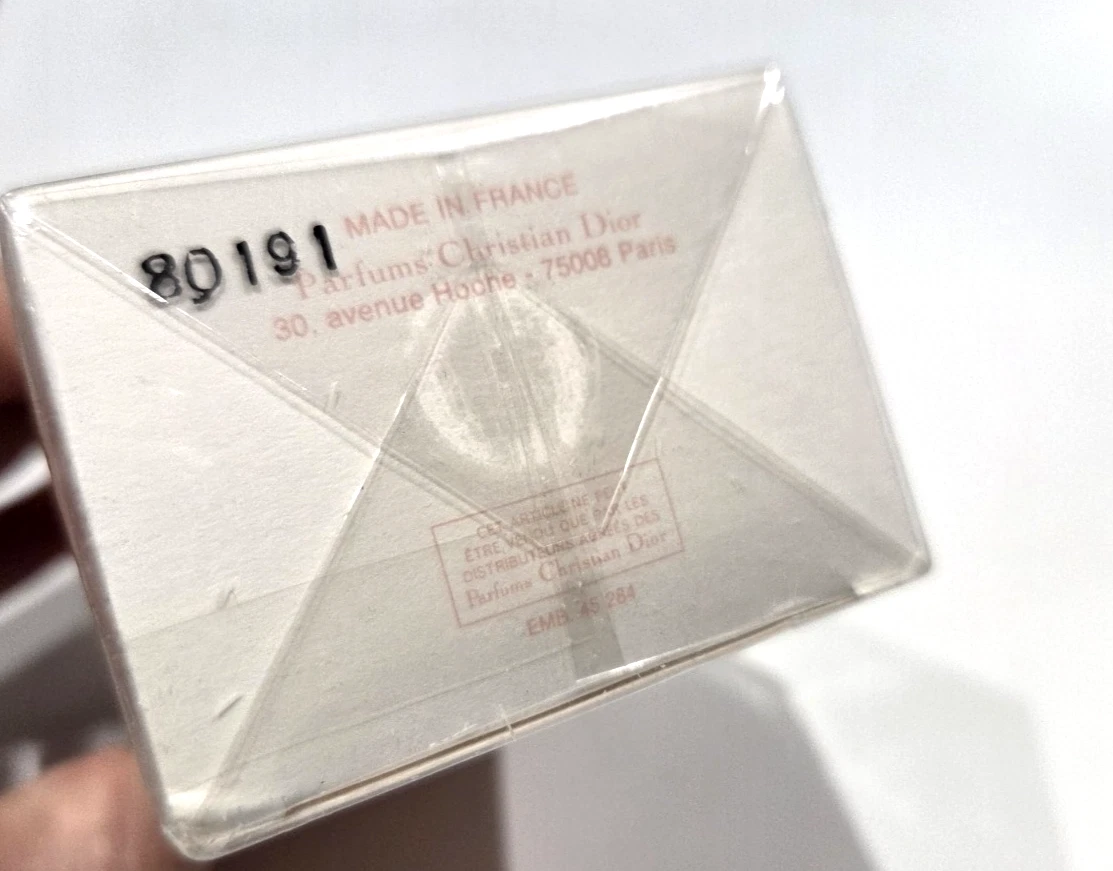 80191
MADE IN FRANCE
Parfums Christian Dior
30, avenue Hoche - 75008 Paris
CET ARTICLE NE PEUT
ÊTRE VENDU QUE PAR LES
DISTRIBUTEURS AGRÉÉS DES
Parfums Christian Dior
EMB. 45 284